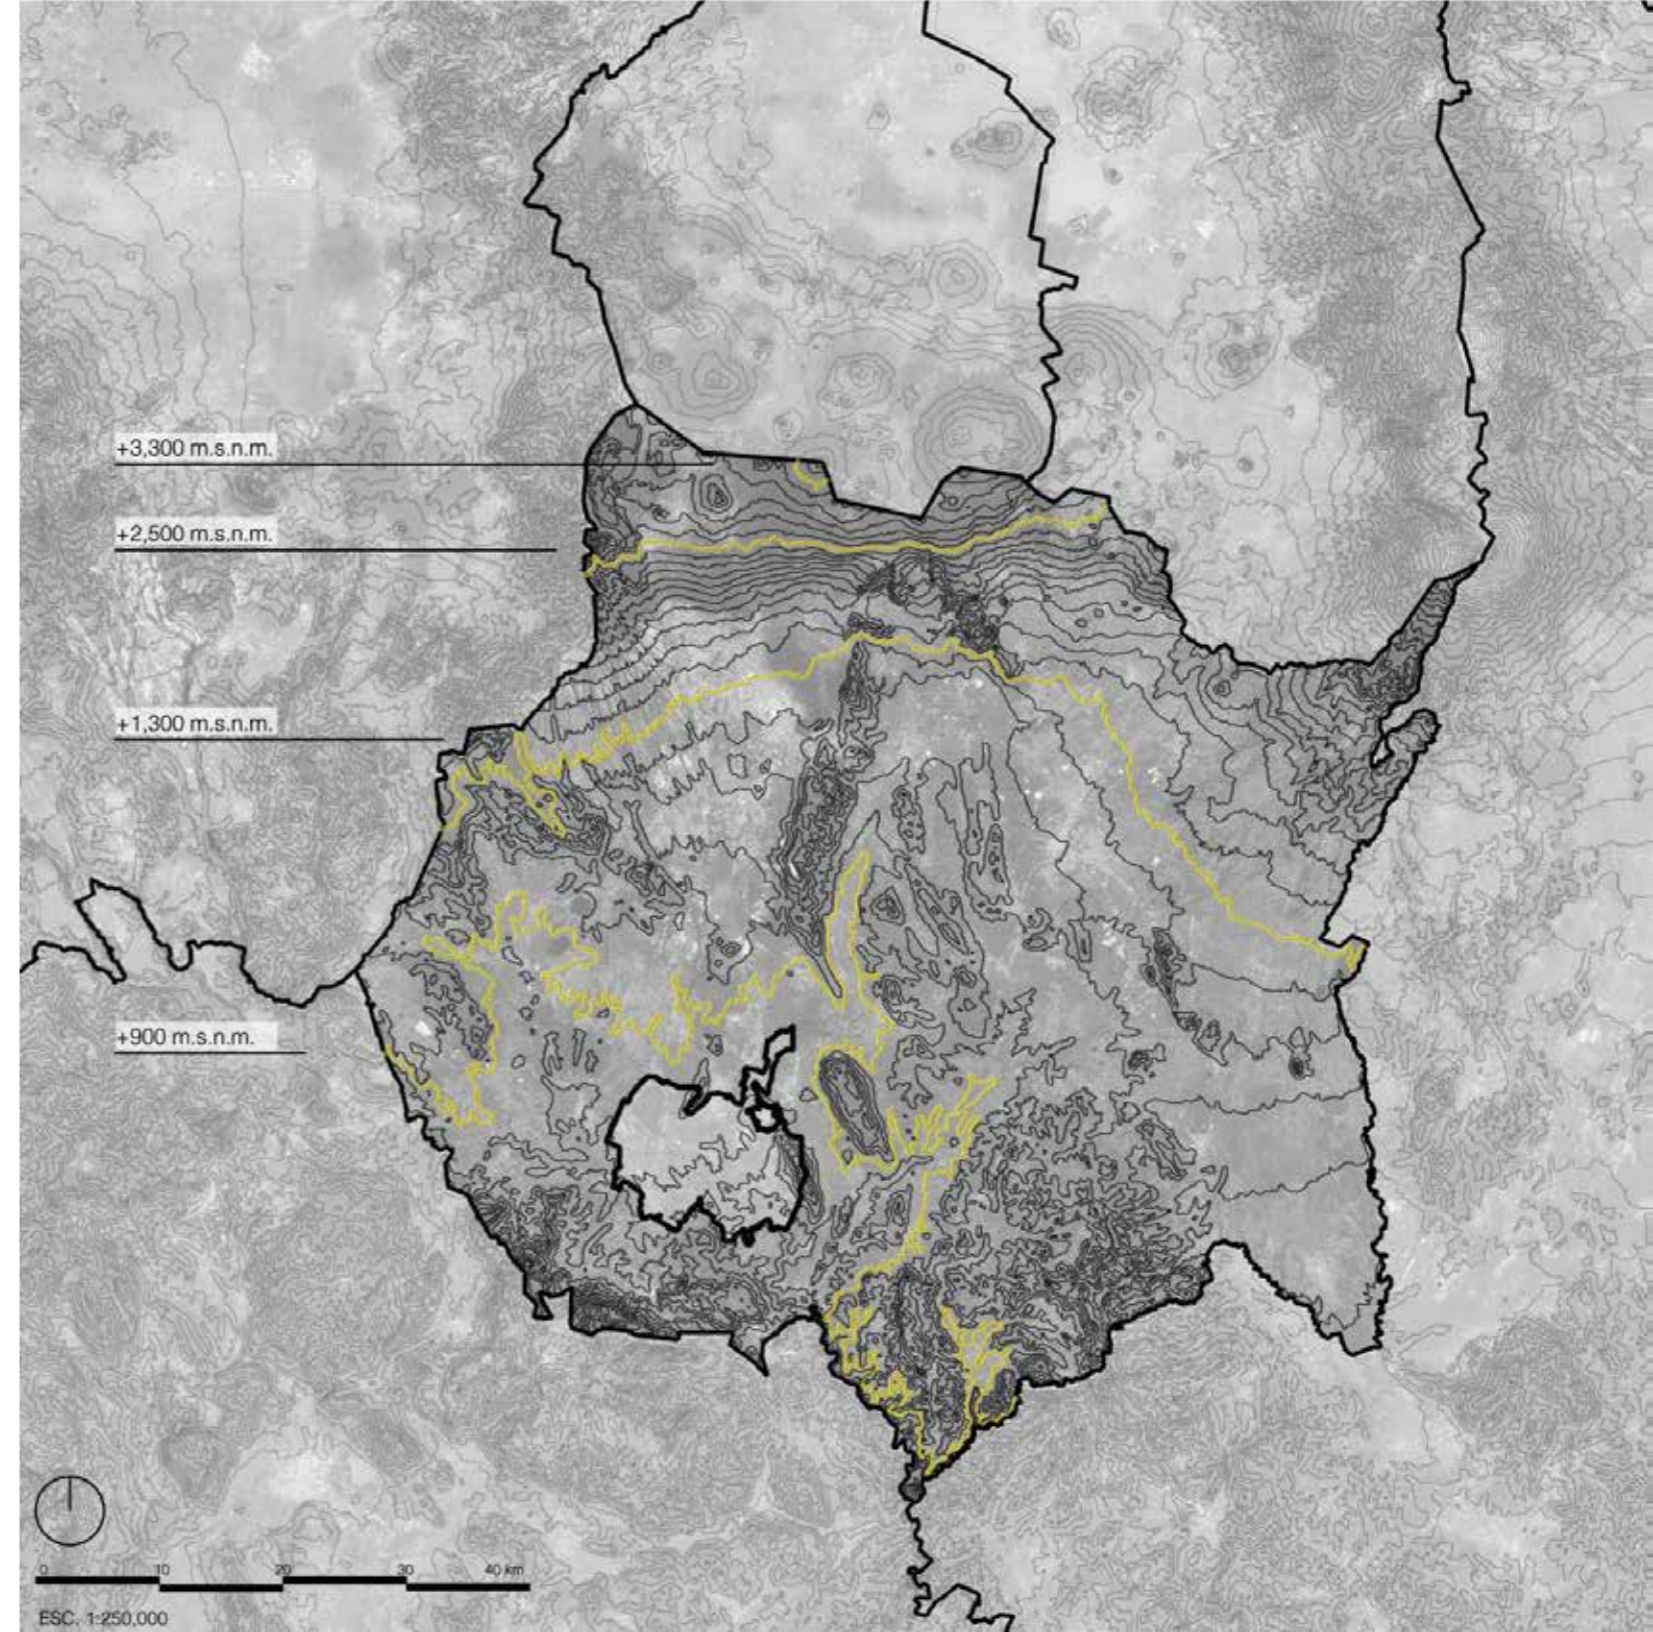 +3,300 m.s.n.m.
+2,500 m.s.n.m.
+1,300 m.s.n.m.
+900 m.s.n.m.
0 10 20 30 40 km
ESC. 1:250,000